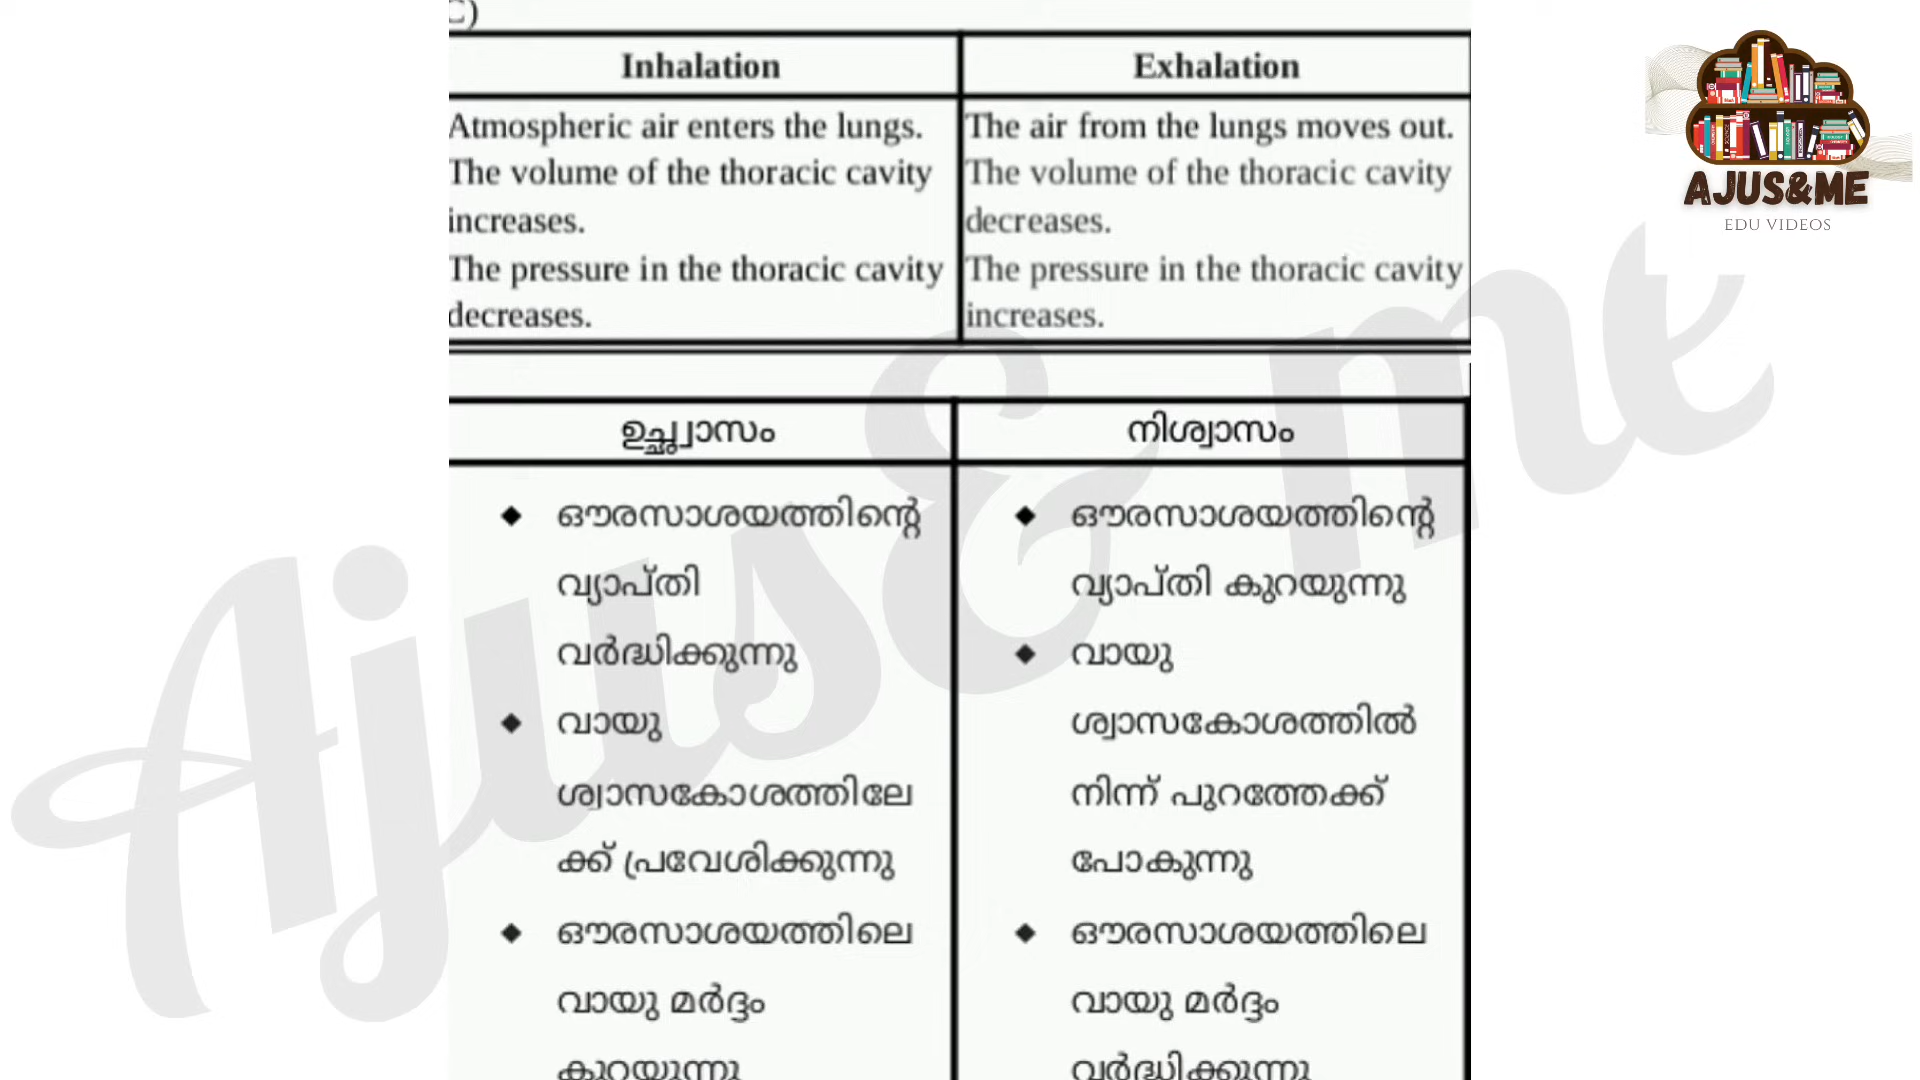 C)
Inhalation
Exhalation
Atmospheric air enters the lungs.
The volume of the thoracic cavity
increases.
The pressure in the thoracic cavity
decreases.
The air from the lungs moves out.
The volume of the thoracic cavity
decreases.
The pressure in the thoracic cavity
increases.
ഉച്ഛ്വാസം
നിശ്വാസം
◆ ഔരസാശയത്തിന്റെ
വ്യാപ്തി
വർദ്ധിക്കുന്നു
◆ വായു
ശ്വാസകോശത്തിലേ
ക്ക് പ്രവേശിക്കുന്നു
◆ ഔരസാശയത്തിലെ
വായു മർദ്ദം
കുറയുന്നു
◆ ഔരസാശയത്തിന്റെ
വ്യാപ്തി കുറയുന്നു
◆ വായു
ശ്വാസകോശത്തിൽ
നിന്ന് പുറത്തേക്ക്
പോകുന്നു
◆ ഔരസാശയത്തിലെ
വായു മർദ്ദം
വർദ്ധിക്കുന്നു
AJUS&ME
EDU VIDEOS
Ajus& me